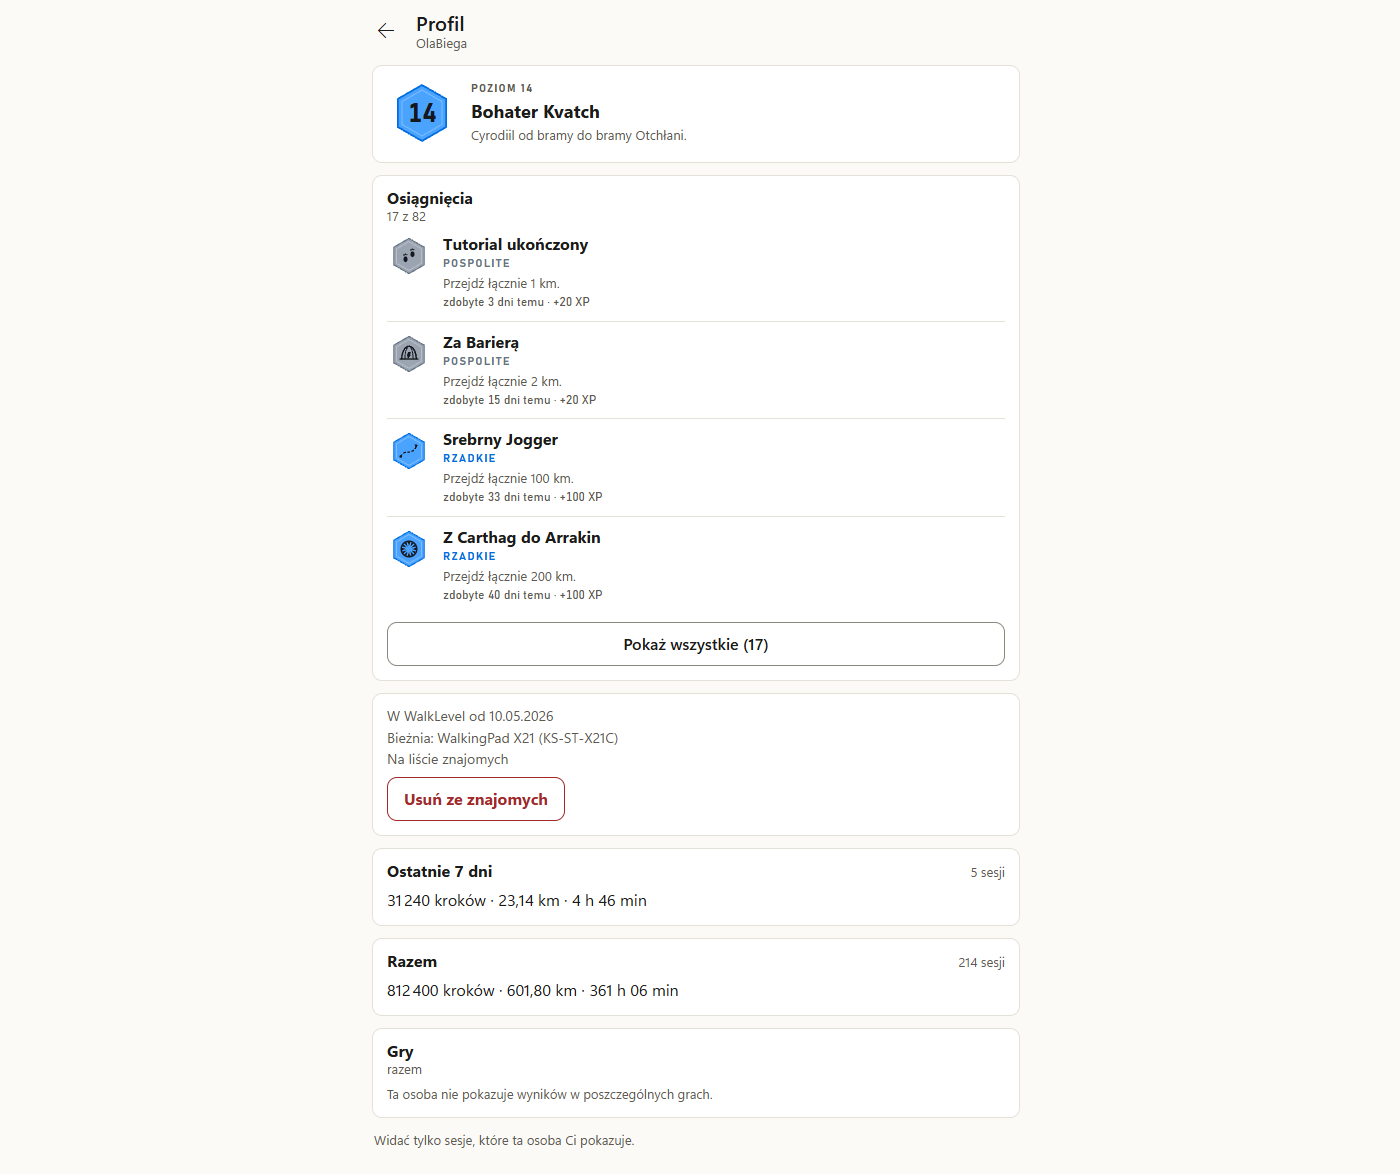 Profil
OlaBiega
14
POZIOM 14
Bohater Kvatch
Cyrodiil od bramy do bramy Otchłani.
Osiągnięcia
17 z 82
Tutorial ukończony
POSPOLITE
Przejdź łącznie 1 km.
zdobyte 3 dni temu · +20 XP
Za Barierą
POSPOLITE
Przejdź łącznie 2 km.
zdobyte 15 dni temu · +20 XP
Srebrny Jogger
RZADKIE
Przejdź łącznie 100 km.
zdobyte 33 dni temu · +100 XP
Z Carthag do Arrakin
RZADKIE
Przejdź łącznie 200 km.
zdobyte 40 dni temu · +100 XP
Pokaż wszystkie (17)
W WalkLevel od 10.05.2026
Bieżnia: WalkingPad X21 (KS-ST-X21C)
Na liście znajomych
Usuń ze znajomych
Ostatnie 7 dni
5 sesji
31 240 kroków · 23,14 km · 4 h 46 min
Razem
214 sesji
812 400 kroków · 601,80 km · 361 h 06 min
Gry
razem
Ta osoba nie pokazuje wyników w poszczególnych grach.
Widać tylko sesje, które ta osoba Ci pokazuje.